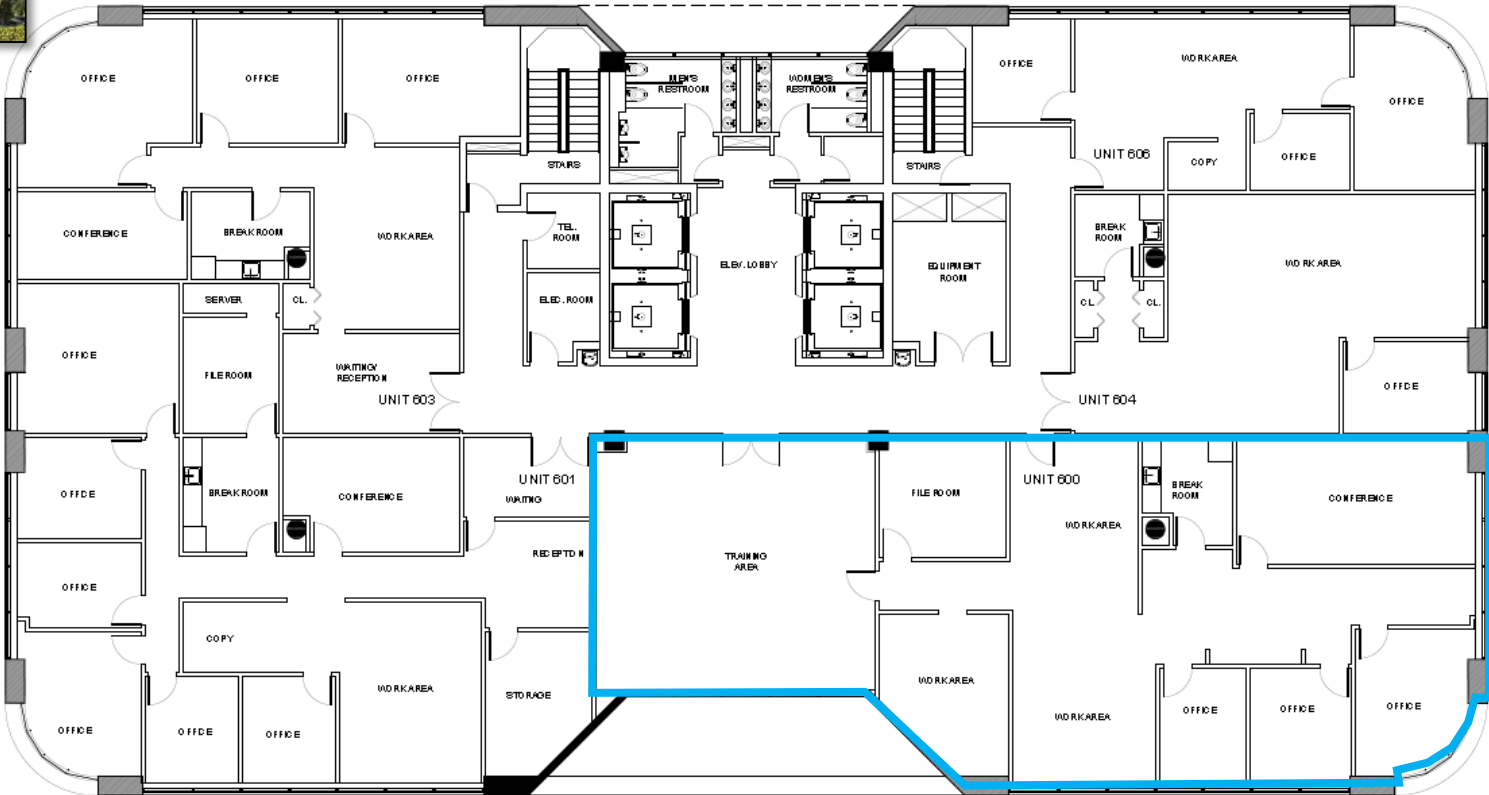 OFFICE
OFFICE
OFFICE
MEN'S
RESTROOM
WOMEN'S
RESTROOM
OFFICE
WORKAREA
OFFICE
STAIRS
STAIRS
UNIT 606
COPY
OFFICE
CONFERENCE
BREAKROOM
WORKAREA
TEL.
ROOM
ELEV. LOBBY
EQUIPMENT
ROOM
BREAK
ROOM
WORKAREA
SERVER
CL.
ELEC. ROOM
CL.
CL.
OFFICE
FILE ROOM
WAITING/
RECEPTION
UNIT 603
UNIT 604
OFFICE
OFFICE
BREAKROOM
CONFERENCE
UNIT 601
WAITING
FILE ROOM
UNIT 600
WORKAREA
BREAK
ROOM
CONFERENCE
RECEPTION
TRAINING
AREA
OFFICE
COPY
WORKAREA
STORAGE
WORKAREA
WORKAREA
OFFICE
OFFICE
OFFICE
OFFICE
OFFICE
OFFICE